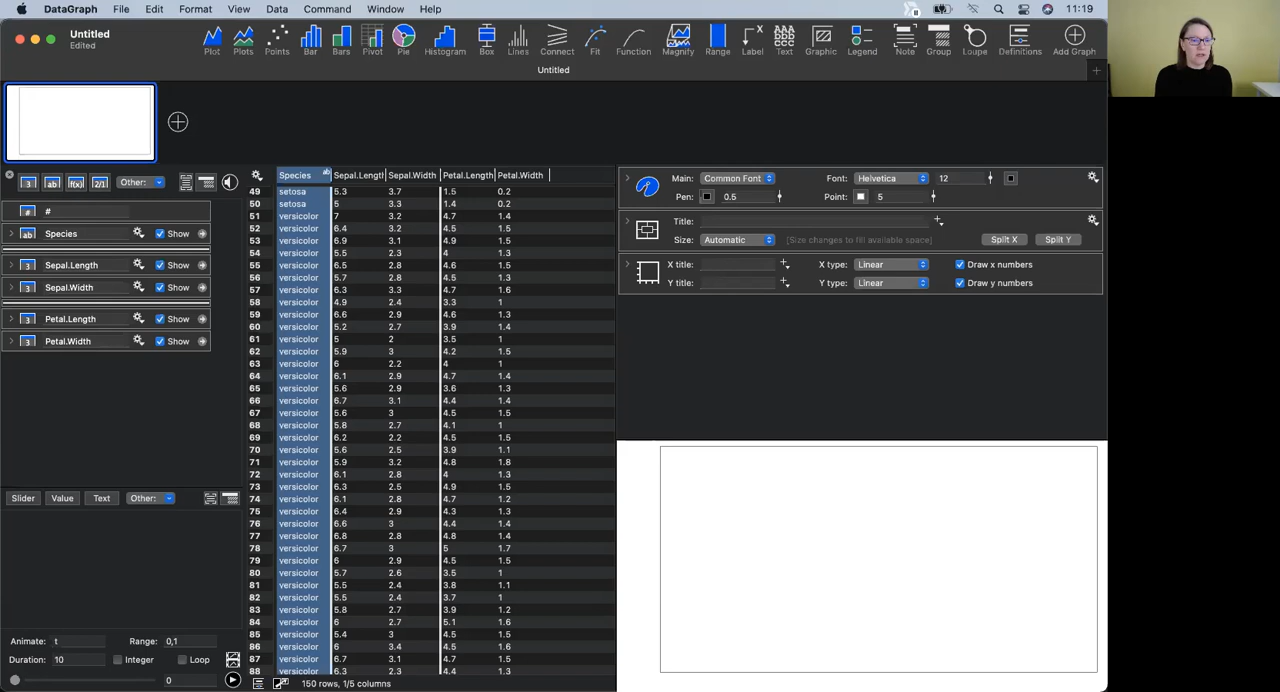 DataGraph File Edit Format View Data Command Window Help 11:19
Untitled
Edited
Plot Plots Points Bar Bars Pivot Pie Histogram Box Lines Connect Fit Function Magnify Range Label Text Graphic Legend Note Group Loupe Definitions Add Graph
Untitled
3 ab f(x) 2/1 Other:
# #
ab Species Show
3 Sepal.Length Show
3 Sepal.Width Show
3 Petal.Length Show
3 Petal.Width Show
Slider Value Text Other:
Animate: t Range: 0,1
Duration: 10 Integer Loop
0
Species ab Sepal.Length Sepal.Width Petal.Length Petal.Width
49 setosa 5.3 3.7 1.5 0.2
50 setosa 5 3.3 1.4 0.2
51 versicolor 7 3.2 4.7 1.4
52 versicolor 6.4 3.2 4.5 1.5
53 versicolor 6.9 3.1 4.9 1.5
54 versicolor 5.5 2.3 4 1.3
55 versicolor 6.5 2.8 4.6 1.5
56 versicolor 5.7 2.8 4.5 1.3
57 versicolor 6.3 3.3 4.7 1.6
58 versicolor 4.9 2.4 3.3 1
59 versicolor 6.6 2.9 4.6 1.3
60 versicolor 5.2 2.7 3.9 1.4
61 versicolor 5 2 3.5 1
62 versicolor 5.9 3 4.2 1.5
63 versicolor 6 2.2 4 1
64 versicolor 6.1 2.9 4.7 1.4
65 versicolor 5.6 2.9 3.6 1.3
66 versicolor 6.7 3.1 4.4 1.4
67 versicolor 5.6 3 4.5 1.5
68 versicolor 5.8 2.7 4.1 1
69 versicolor 6.2 2.2 4.5 1.5
70 versicolor 5.6 2.5 3.9 1.1
71 versicolor 5.9 3.2 4.8 1.8
72 versicolor 6.1 2.8 4 1.3
73 versicolor 6.3 2.5 4.9 1.5
74 versicolor 6.1 2.8 4.7 1.2
75 versicolor 6.4 2.9 4.3 1.3
76 versicolor 6.6 3 4.4 1.4
77 versicolor 6.8 2.8 4.8 1.4
78 versicolor 6.7 3 5 1.7
79 versicolor 6 2.9 4.5 1.5
80 versicolor 5.7 2.6 3.5 1
81 versicolor 5.5 2.4 3.8 1.1
82 versicolor 5.5 2.4 3.7 1
83 versicolor 5.8 2.7 3.9 1.2
84 versicolor 6 2.7 5.1 1.6
85 versicolor 5.4 3 4.5 1.5
86 versicolor 6 3.4 4.5 1.6
87 versicolor 6.7 3.1 4.7 1.5
88 versicolor 6.3 2.3 4.4 1.3
150 rows, 1/5 columns
Main: Common Font Font: Helvetica 12
Pen: 0.5 Point: 5
Title:
Size: Automatic [Size changes to fill available space] Split X Split Y
X title: X type: Linear Draw x numbers
Y title: Y type: Linear Draw y numbers